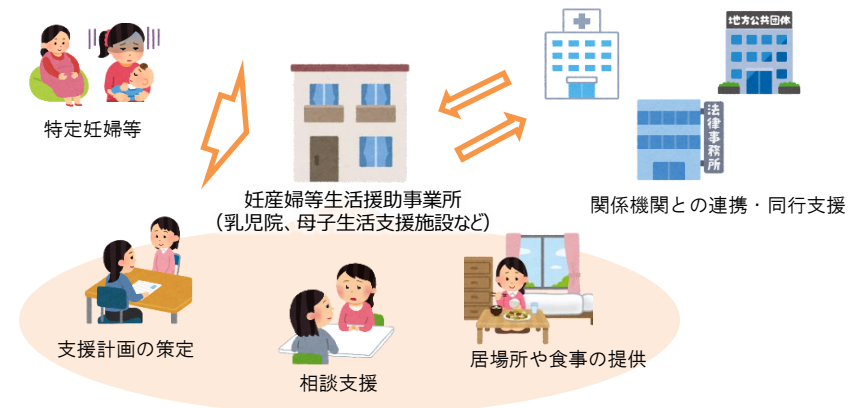 地方公共団体
法律事務所
特定妊婦等
妊産婦等生活援助事業所
（乳児院、母子生活支援施設など）
関係機関との連携・同行支援
支援計画の策定
相談支援
居場所や食事の提供